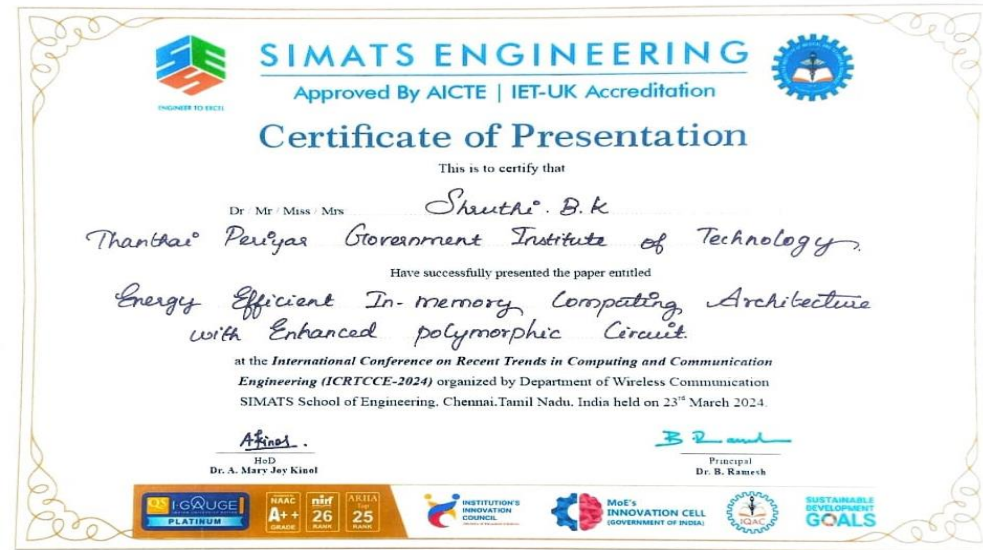 SIMATS ENGINEERING
ENGINEER TO EXCEL
Approved By AICTE | IET-UK Accreditation
Certificate of Presentation
This is to certify that
Dr / Mr / Miss / Mrs Shruthi. B.K
Thanthai Periyar Government Institute of Technology.
Have successfully presented the paper entitled
Energy Efficient In-memory Computing Architecture
with Enhanced polymorphic Circuit.
at the International Conference on Recent Trends in Computing and Communication
Engineering (ICRTCCE-2024) organized by Department of Wireless Communication
SIMATS School of Engineering, Chennai,Tamil Nadu, India held on 23rd March 2024.
HoD
Dr. A. Mary Joy Kinol
Principal
Dr. B. Ramesh
QS I·GAUGE
PLATINUM
NAAC
A++
GRADE
nirf
26
RANK
ARIIA
Top
25
RANK
INSTITUTION'S
INNOVATION
COUNCIL
MoE's
INNOVATION CELL
(GOVERNMENT OF INDIA)
IQAC
SUSTAINABLE
DEVELOPMENT
GOALS